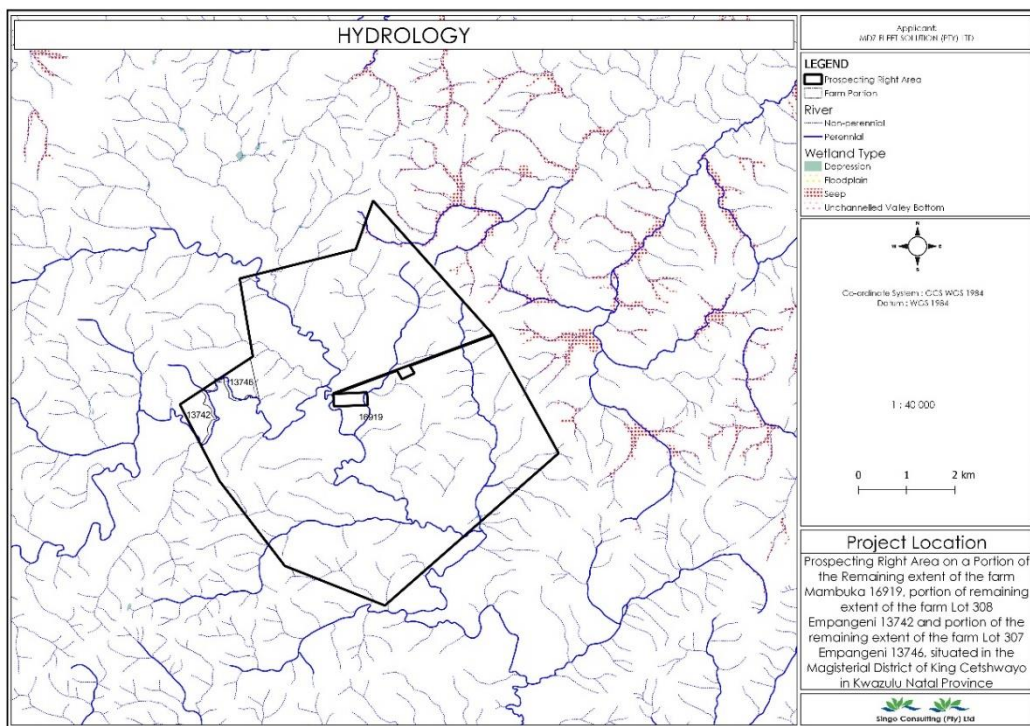 HYDROLOGY
13746
13742
16919
Applicant:
MDZ FLEET SOLUTION (PTY) LTD
LEGEND
Prospecting Right Area
Farm Portion
River
Non-perennial
Perennial
Wetland Type
Depression
Floodplain
Seep
Unchannelled Valley Bottom
N
W
E
S
Co-ordinate System : GCS WGS 1984
Datum : WGS 1984
1 : 40 000
0 1 2 km
Project Location
Prospecting Right Area on a Portion of
the Remaining extent of the farm
Mambuka 16919, portion of remaining
extent of the farm Lot 308
Empangeni 13742 and portion of the
remaining extent of the farm Lot 307
Empangeni 13746, situated in the
Magisterial District of King Cetshwayo
in Kwazulu Natal Province
Singo Consulting (Pty) Ltd